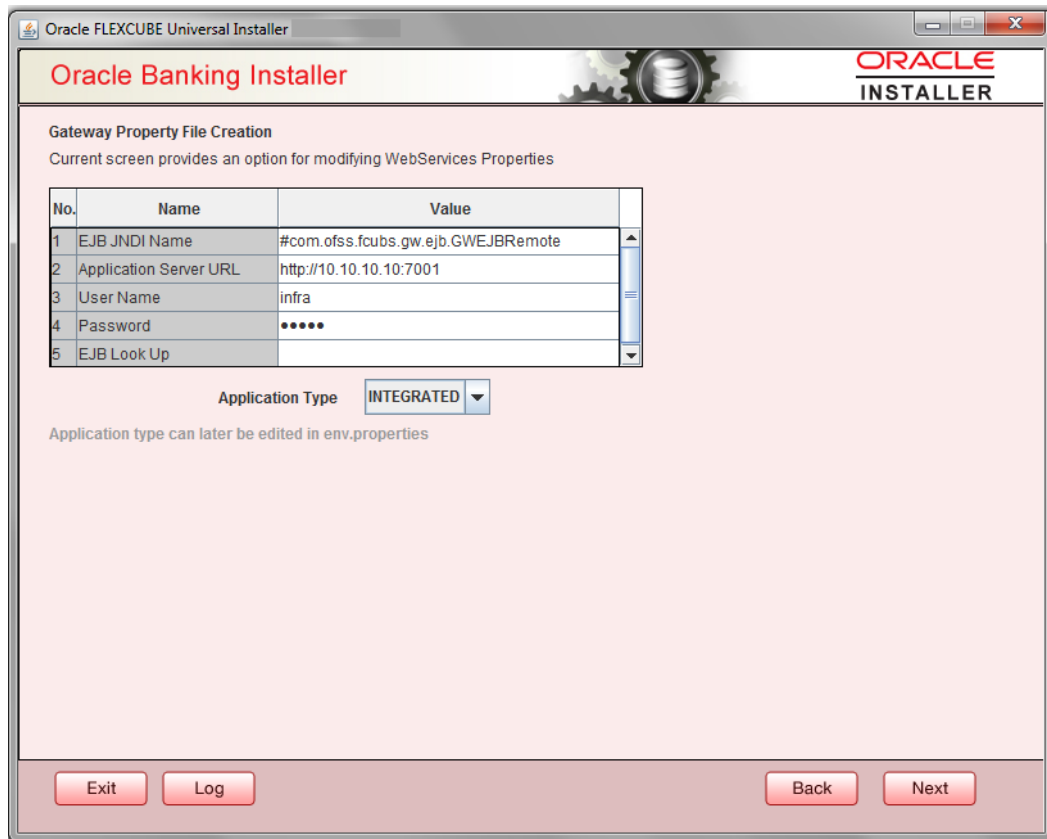 Oracle FLEXCUBE Universal Installer
X
Oracle Banking Installer
ORACLE
INSTALLER
Gateway Property File Creation
Current screen provides an option for modifying WebServices Properties
No. Name Value
1 EJB JNDI Name #com.ofss.fcubs.gw.ejb.GWEJBRemote
2 Application Server URL http://10.10.10.10:7001
3 User Name infra
4 Password •••••
5 EJB Look Up
Application Type INTEGRATED
Application type can later be edited in env.properties
Exit Log Back Next